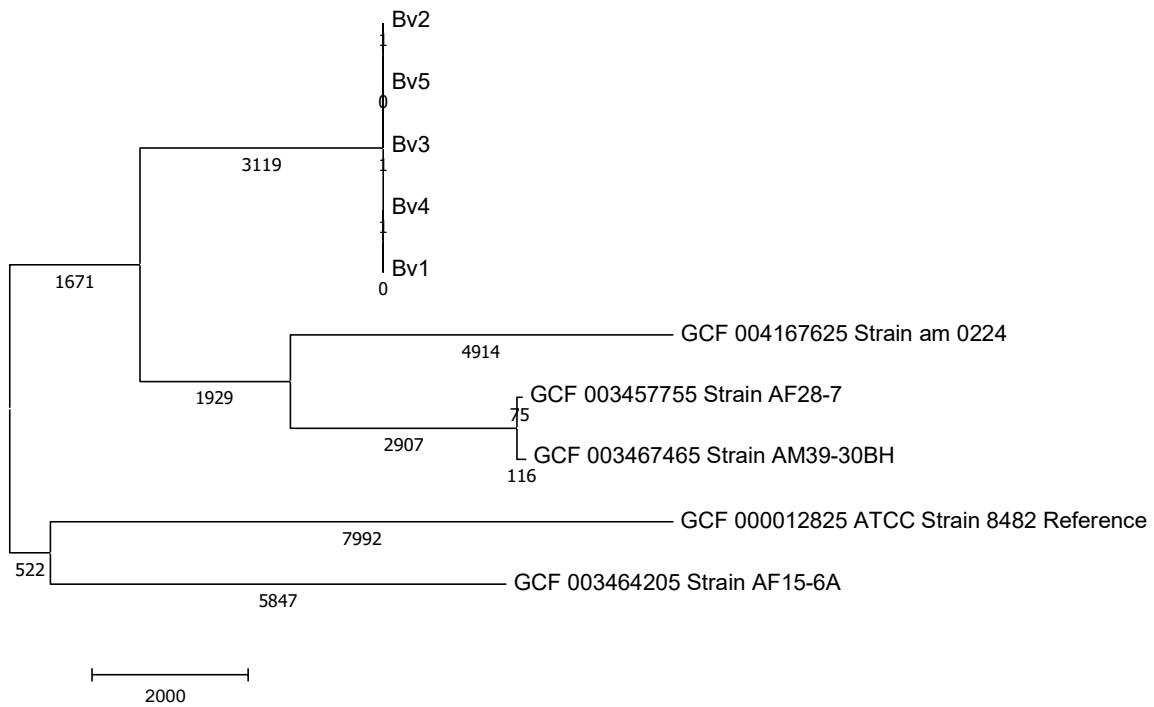 Bv2
1
Bv5
0
Bv3
3119
1
Bv4
1
Bv1
1671
0
GCF 004167625 Strain am 0224
4914
GCF 003457755 Strain AF28-7
1929
75
2907
GCF 003467465 Strain AM39-30BH
116
GCF 000012825 ATCC Strain 8482 Reference
7992
522
GCF 003464205 Strain AF15-6A
5847
2000